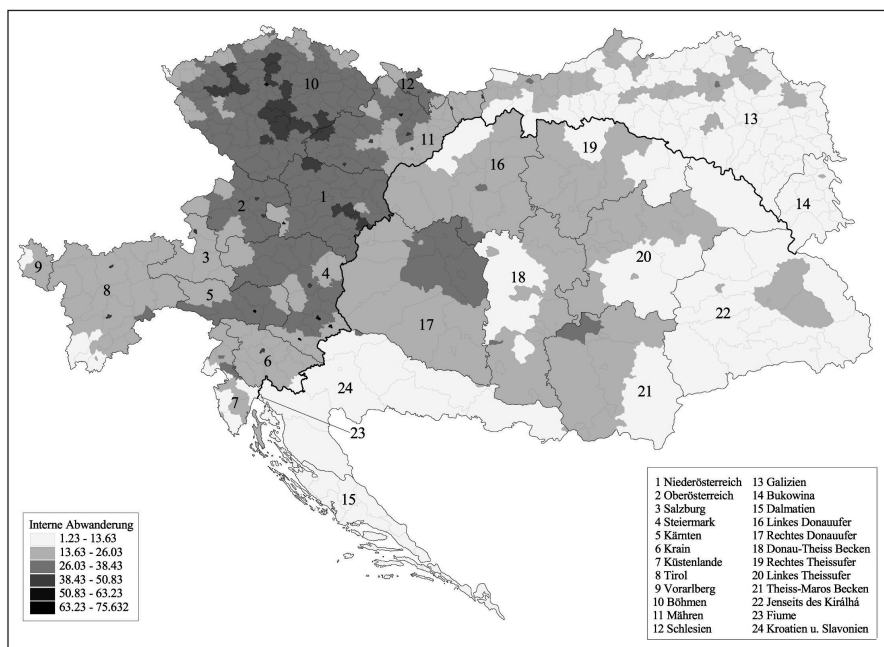 10
12
13
11
16
19
14
1
2
3
4
9
8
5
18
20
22
17
6
21
7
24
23
15
Interne Abwanderung
1.23 - 13.63
13.63 - 26.03
26.03 - 38.43
38.43 - 50.83
50.83 - 63.23
63.23 - 75.632
1 Niederösterreich
2 Oberösterreich
3 Salzburg
4 Steiermark
5 Kärnten
6 Krain
7 Küstenlande
8 Tirol
9 Vorarlberg
10 Böhmen
11 Mähren
12 Schlesien
13 Galizien
14 Bukowina
15 Dalmatien
16 Linkes Donauufer
17 Rechtes Donauufer
18 Donau-Theiss Becken
19 Rechtes Theissufer
20 Linkes Theissufer
21 Theiss-Maros Becken
22 Jenseits des Királhá
23 Fiume
24 Kroatien u. Slavonien